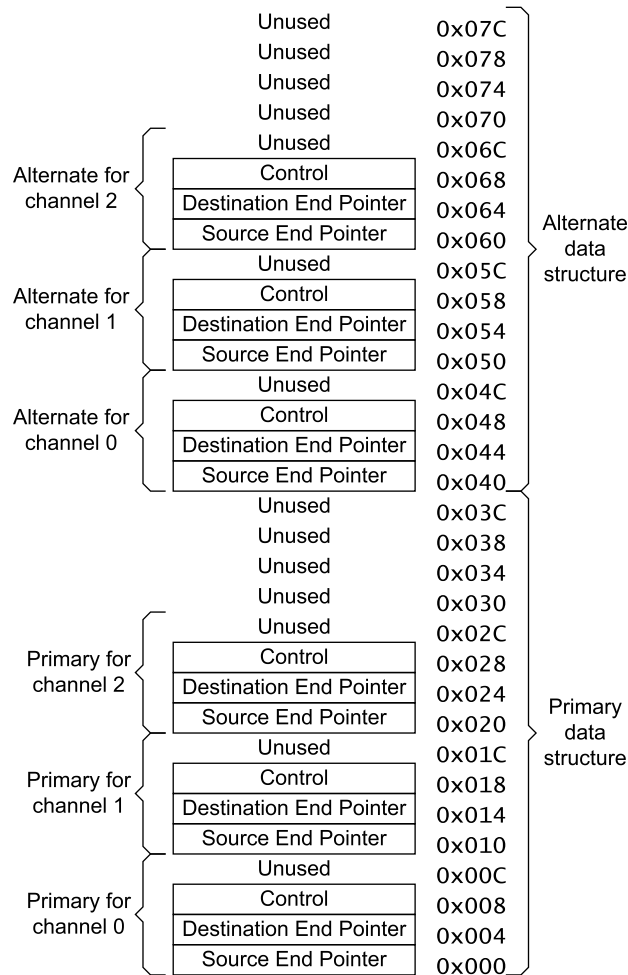 Unused 0x07C
Unused 0x078
Unused 0x074
Unused 0x070
Unused 0x06C
Alternate for
channel 2
Control 0x068
Destination End Pointer 0x064
Source End Pointer 0x060
Alternate
data
structure
Unused 0x05C
Alternate for
channel 1
Control 0x058
Destination End Pointer 0x054
Source End Pointer 0x050
Unused 0x04C
Alternate for
channel 0
Control 0x048
Destination End Pointer 0x044
Source End Pointer 0x040
Unused 0x03C
Unused 0x038
Unused 0x034
Unused 0x030
Unused 0x02C
Primary for
channel 2
Control 0x028
Destination End Pointer 0x024
Source End Pointer 0x020
Primary
data
structure
Unused 0x01C
Primary for
channel 1
Control 0x018
Destination End Pointer 0x014
Source End Pointer 0x010
Unused 0x00C
Primary for
channel 0
Control 0x008
Destination End Pointer 0x004
Source End Pointer 0x000